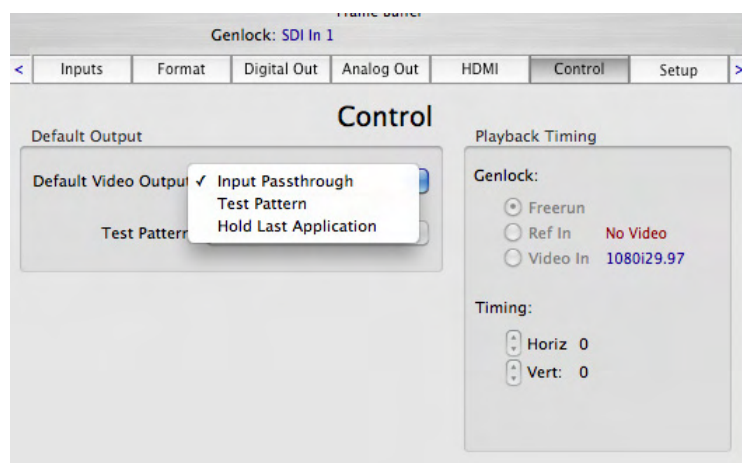 Frame Buffer
Genlock: SDI In 1
< Inputs Format Digital Out Analog Out HDMI Control Setup >
Control
Default Output
Default Video Output
✓ Input Passthrough
Test Pattern
Hold Last Application
Test Pattern
Playback Timing
Genlock:
Freerun
Ref In No Video
Video In 1080i29.97
Timing:
Horiz 0
Vert: 0